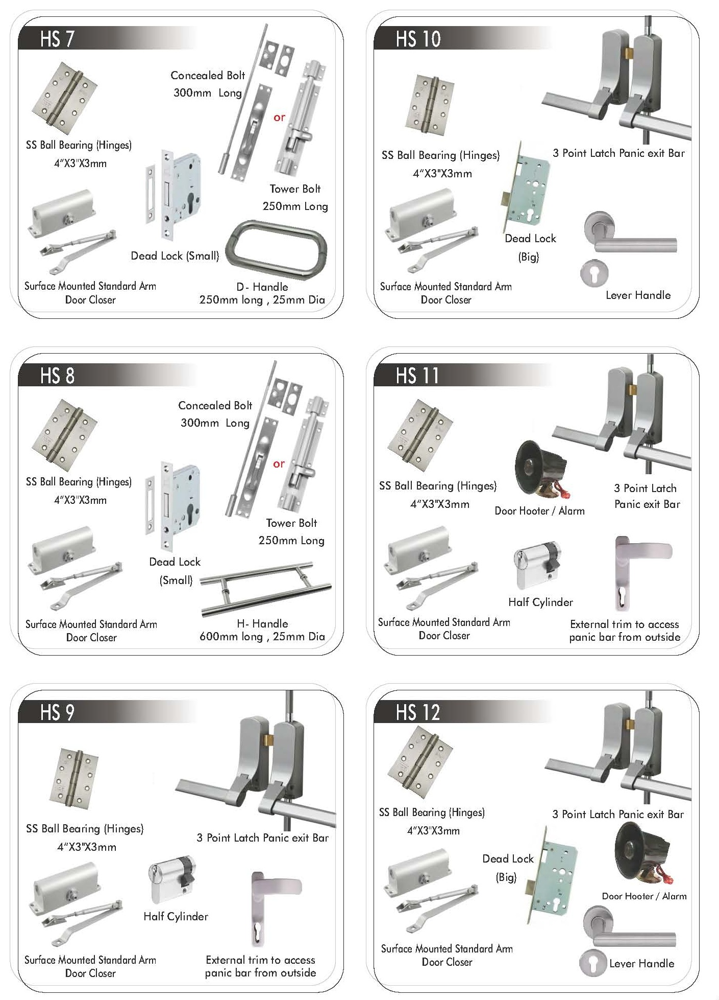 HS 7
Concealed Bolt
300mm Long
or
SS Ball Bearing (Hinges)
4“X3"X3mm
Tower Bolt
250mm Long
Dead Lock (Small)
Surface Mounted Standard Arm
Door Closer
D- Handle
250mm long , 25mm Dia
HS 10
SS Ball Bearing (Hinges)
4“X3"X3mm
3 Point Latch Panic exit Bar
Dead Lock
(Big)
Surface Mounted Standard Arm
Door Closer
Lever Handle
HS 8
Concealed Bolt
300mm Long
or
SS Ball Bearing (Hinges)
4“X3"X3mm
Tower Bolt
250mm Long
Dead Lock
(Small)
Surface Mounted Standard Arm
Door Closer
H- Handle
600mm long , 25mm Dia
HS 11
SS Ball Bearing (Hinges)
4“X3"X3mm
Door Hooter / Alarm
3 Point Latch
Panic exit Bar
Half Cylinder
Surface Mounted Standard Arm
Door Closer
External trim to access
panic bar from outside
HS 9
SS Ball Bearing (Hinges)
4“X3"X3mm
3 Point Latch Panic exit Bar
Half Cylinder
Surface Mounted Standard Arm
Door Closer
External trim to access
panic bar from outside
HS 12
SS Ball Bearing (Hinges)
4“X3"X3mm
3 Point Latch Panic exit Bar
Dead Lock
(Big)
Door Hooter / Alarm
Surface Mounted Standard Arm
Door Closer
Lever Handle